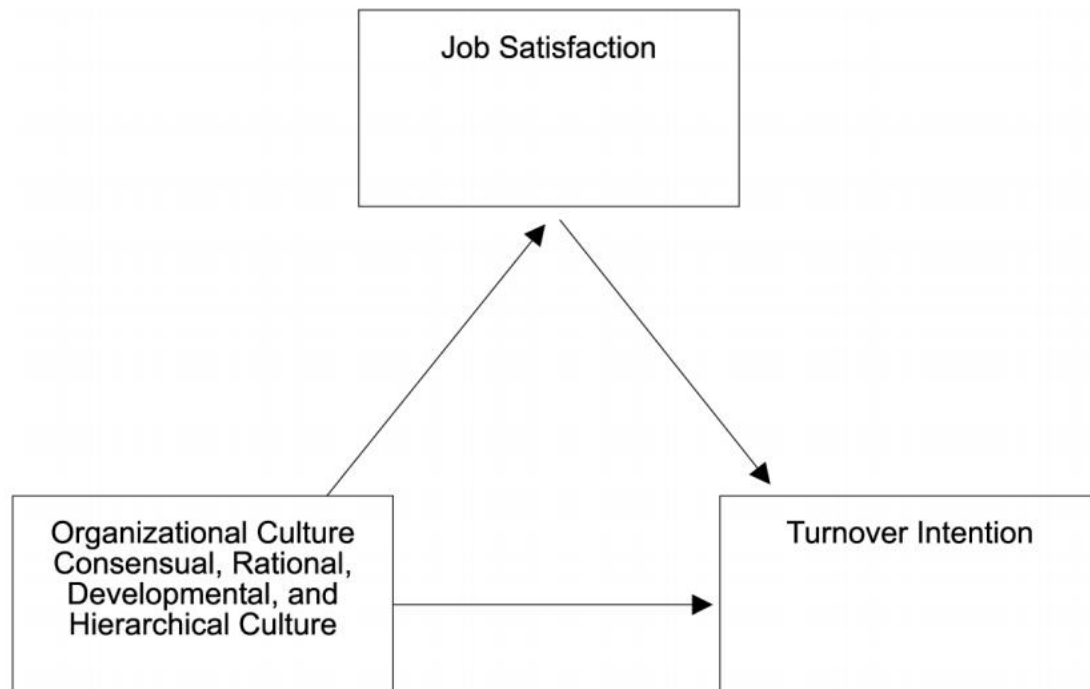 Job Satisfaction
Organizational Culture
Consensual, Rational,
Developmental, and
Hierarchical Culture
Turnover Intention